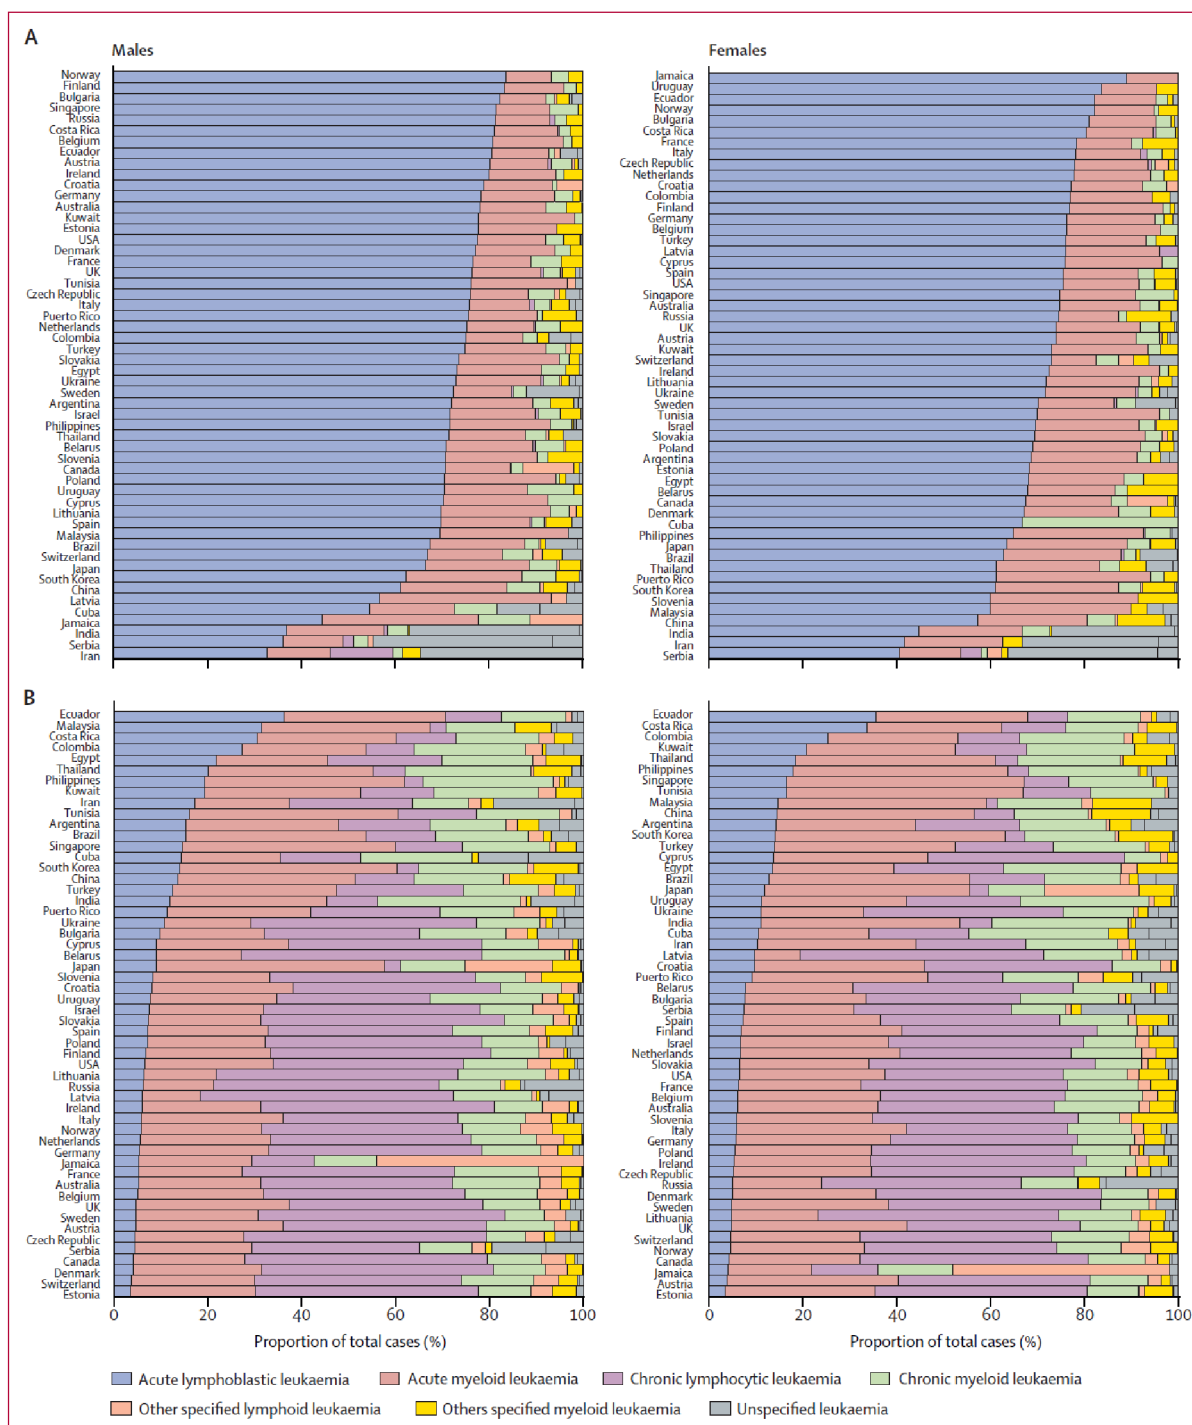 A
Males
Females
Norway
Finland
Bulgaria
Singapore
Russia
Costa Rica
Belgium
Ecuador
Austria
Ireland
Croatia
Germany
Australia
Kuwait
Estonia
USA
Denmark
France
UK
Tunisia
Czech Republic
Italy
Puerto Rico
Netherlands
Colombia
Turkey
Slovakia
Egypt
Ukraine
Sweden
Argentina
Israel
Philippines
Thailand
Belarus
Slovenia
Canada
Poland
Uruguay
Cyprus
Lithuania
Spain
Malaysia
Brazil
Switzerland
Japan
South Korea
China
Latvia
Cuba
Jamaica
India
Serbia
Iran
Jamaica
Uruguay
Ecuador
Norway
Bulgaria
Costa Rica
France
Italy
Czech Republic
Netherlands
Croatia
Colombia
Finland
Germany
Belgium
Turkey
Latvia
Cyprus
Spain
USA
Singapore
Australia
Russia
UK
Austria
Kuwait
Switzerland
Ireland
Lithuania
Ukraine
Sweden
Tunisia
Israel
Slovakia
Poland
Argentina
Estonia
Egypt
Belarus
Canada
Denmark
Cuba
Philippines
Japan
Brazil
Thailand
Puerto Rico
South Korea
Slovenia
Malaysia
China
India
Iran
Serbia
B
Ecuador
Malaysia
Costa Rica
Colombia
Egypt
Thailand
Philippines
Kuwait
Iran
Tunisia
Argentina
Brazil
Singapore
Cuba
South Korea
China
Turkey
India
Puerto Rico
Ukraine
Bulgaria
Cyprus
Belarus
Japan
Slovenia
Croatia
Uruguay
Israel
Slovakia
Spain
Poland
Finland
USA
Lithuania
Russia
Latvia
Ireland
Italy
Norway
Netherlands
Germany
Jamaica
France
Australia
Belgium
UK
Sweden
Austria
Czech Republic
Serbia
Canada
Denmark
Switzerland
Estonia
Ecuador
Costa Rica
Colombia
Kuwait
Thailand
Philippines
Singapore
Tunisia
Malaysia
China
Argentina
South Korea
Turkey
Cyprus
Egypt
Brazil
Japan
Uruguay
Ukraine
India
Cuba
Iran
Latvia
Croatia
Puerto Rico
Belarus
Bulgaria
Serbia
Spain
Finland
Israel
Netherlands
Slovakia
USA
France
Belgium
Australia
Slovenia
Italy
Germany
Poland
Ireland
Czech Republic
Russia
Denmark
Sweden
Lithuania
UK
Switzerland
Norway
Canada
Jamaica
Austria
Estonia
0 20 40 60 80 100
0 20 40 60 80 100
Proportion of total cases (%)
Proportion of total cases (%)
Acute lymphoblastic leukaemia
Acute myeloid leukaemia
Chronic lymphocytic leukaemia
Chronic myeloid leukaemia
Other specified lymphoid leukaemia
Others specified myeloid leukaemia
Unspecified leukaemia